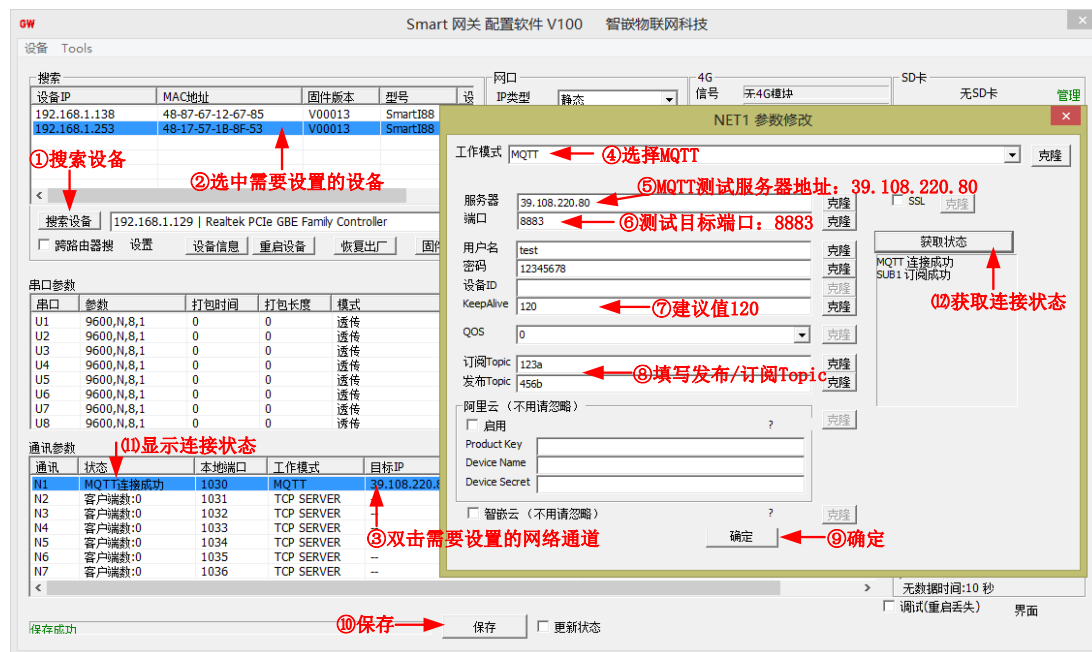 GW Smart 网关 配置软件 V100 智嵌物联网科技
设备 Tools
搜索
设备IP MAC地址 固件版本 型号 设
192.168.1.138 48-87-67-12-67-85 V00013 SmartI88
192.168.1.253 48-17-57-1B-8F-53 V00013 SmartI88
①搜索设备
②选中需要设置的设备
搜索设备 192.168.1.129 | Realtek PCIe GBE Family Controller
跨路由器搜 设置 设备信息 重启设备 恢复出厂 固件
网口
IP类型 静态
4G
信号 无4G模块
SD卡
无SD卡 管理
串口参数
串口 参数 打包时间 打包长度 模式
U1 9600,N,8,1 0 0 透传
U2 9600,N,8,1 0 0 透传
U3 9600,N,8,1 0 0 透传
U4 9600,N,8,1 0 0 透传
U5 9600,N,8,1 0 0 透传
U6 9600,N,8,1 0 0 透传
U7 9600,N,8,1 0 0 透传
U8 9600,N,8,1 0 0 透传
通讯参数
⑪显示连接状态
通讯 状态 本地端口 工作模式 目标IP
N1 MQTT连接成功 1030 MQTT 39.108.220.8
N2 客户端数:0 1031 TCP SERVER --
N3 客户端数:0 1032 TCP SERVER --
N4 客户端数:0 1033 TCP SERVER
N5 客户端数:0 1034 TCP SERVER
N6 客户端数:0 1035 TCP SERVER --
N7 客户端数:0 1036 TCP SERVER --
③双击需要设置的网络通道
NET1 参数修改
工作模式 MQTT 克隆
④选择MQTT
⑤MQTT测试服务器地址：39.108.220.80
服务器 39.108.220.80 克隆
SSL 克隆
端口 8883 克隆
⑥测试目标端口：8883
用户名 test 克隆
密码 12345678 克隆
设备ID 克隆
KeepAlive 120 克隆
⑦建议值120
QOS 0 克隆
订阅Topic 123a 克隆
发布Topic 456b 克隆
⑧填写发布/订阅Topic
获取状态
MQTT 连接成功
SUB1 订阅成功
⑫获取连接状态
阿里云（不用请忽略） 克隆
启用 ?
Product Key
Device Name
Device Secret
智嵌云（不用请忽略） ? 克隆
确定
⑨确定
无数据时间:10 秒
调试(重启丢失) 界面
保存成功
⑩保存
保存 更新状态